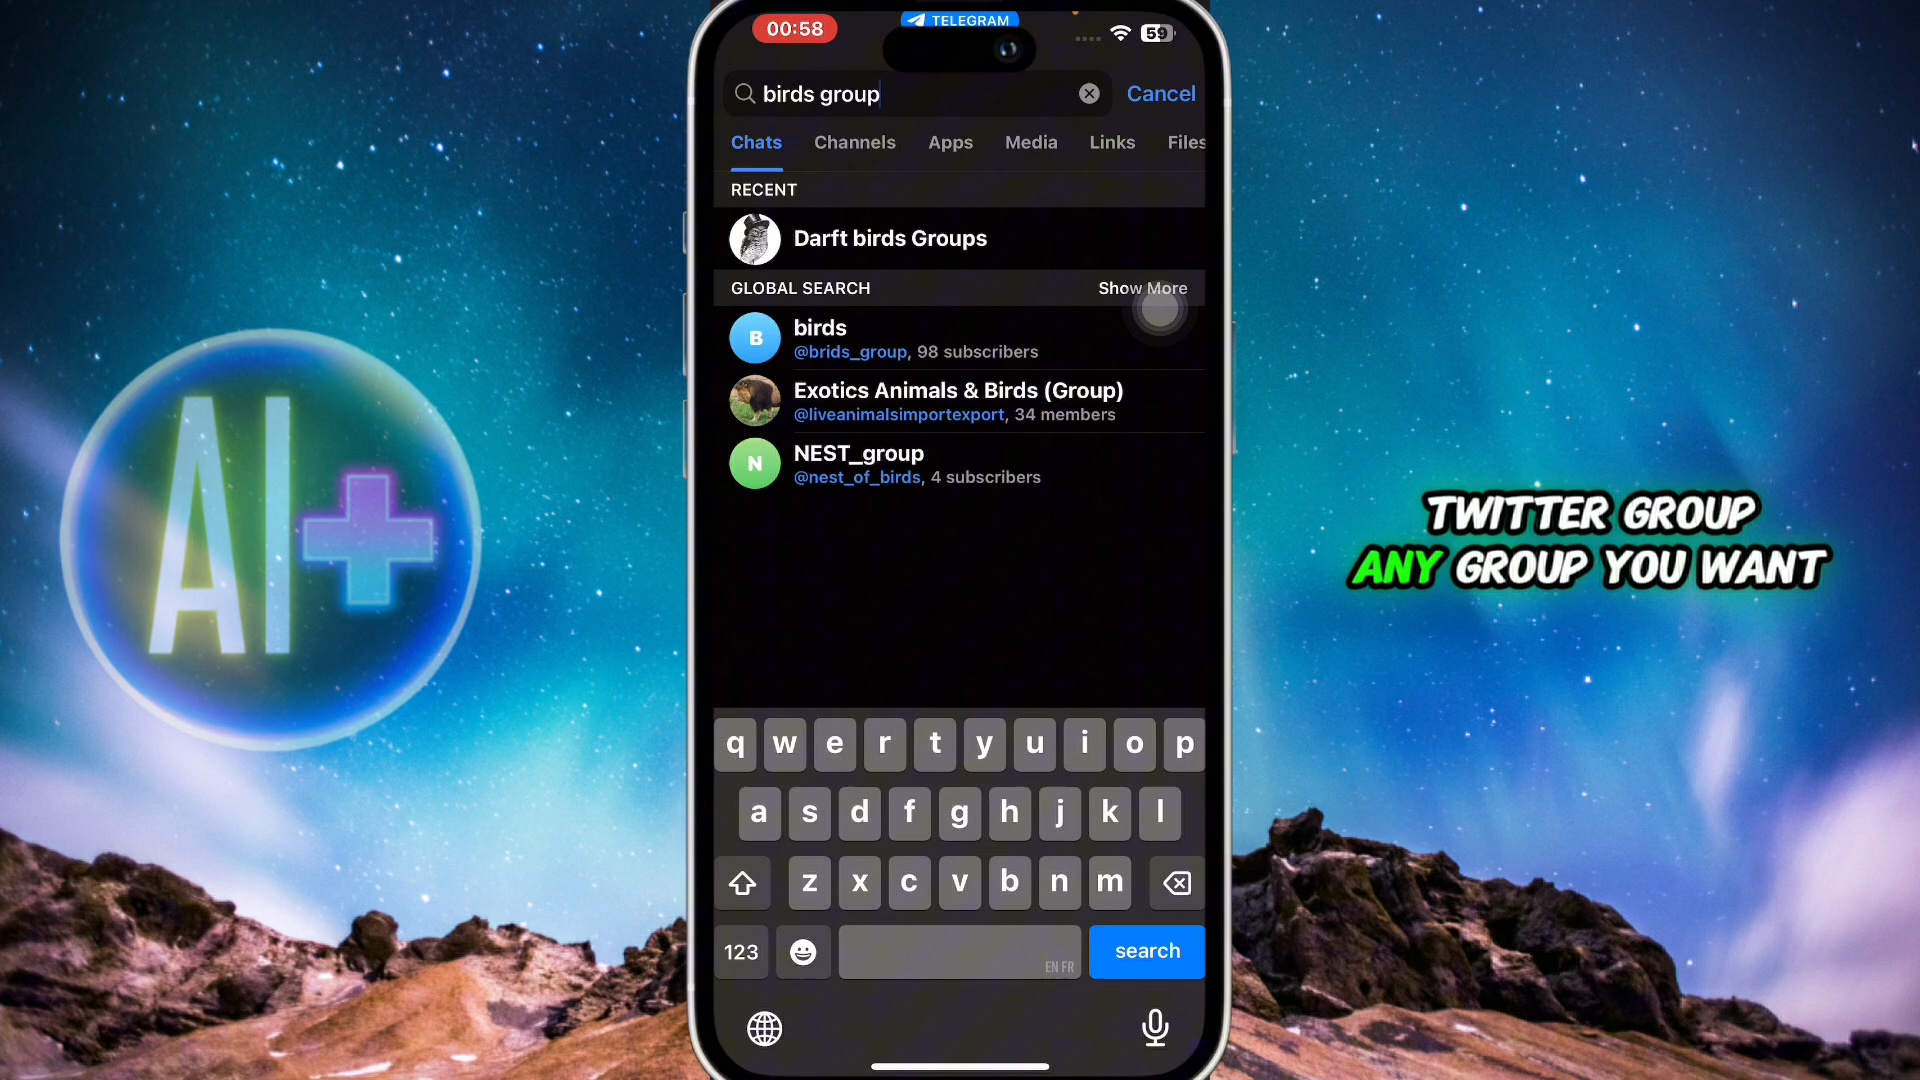 00:58
TELEGRAM
59
birds group
Cancel
Chats Channels Apps Media Links Files
RECENT
Darft birds Groups
GLOBAL SEARCH Show More
B
birds
@brids_group, 98 subscribers
Exotics Animals & Birds (Group)
@liveanimalsimportexport, 34 members
N
NEST_group
@nest_of_birds, 4 subscribers
q w e r t y u i o p
a s d f g h j k l
z x c v b n m
123
EN FR
search
AI+
TWITTER GROUP
ANY GROUP YOU WANT